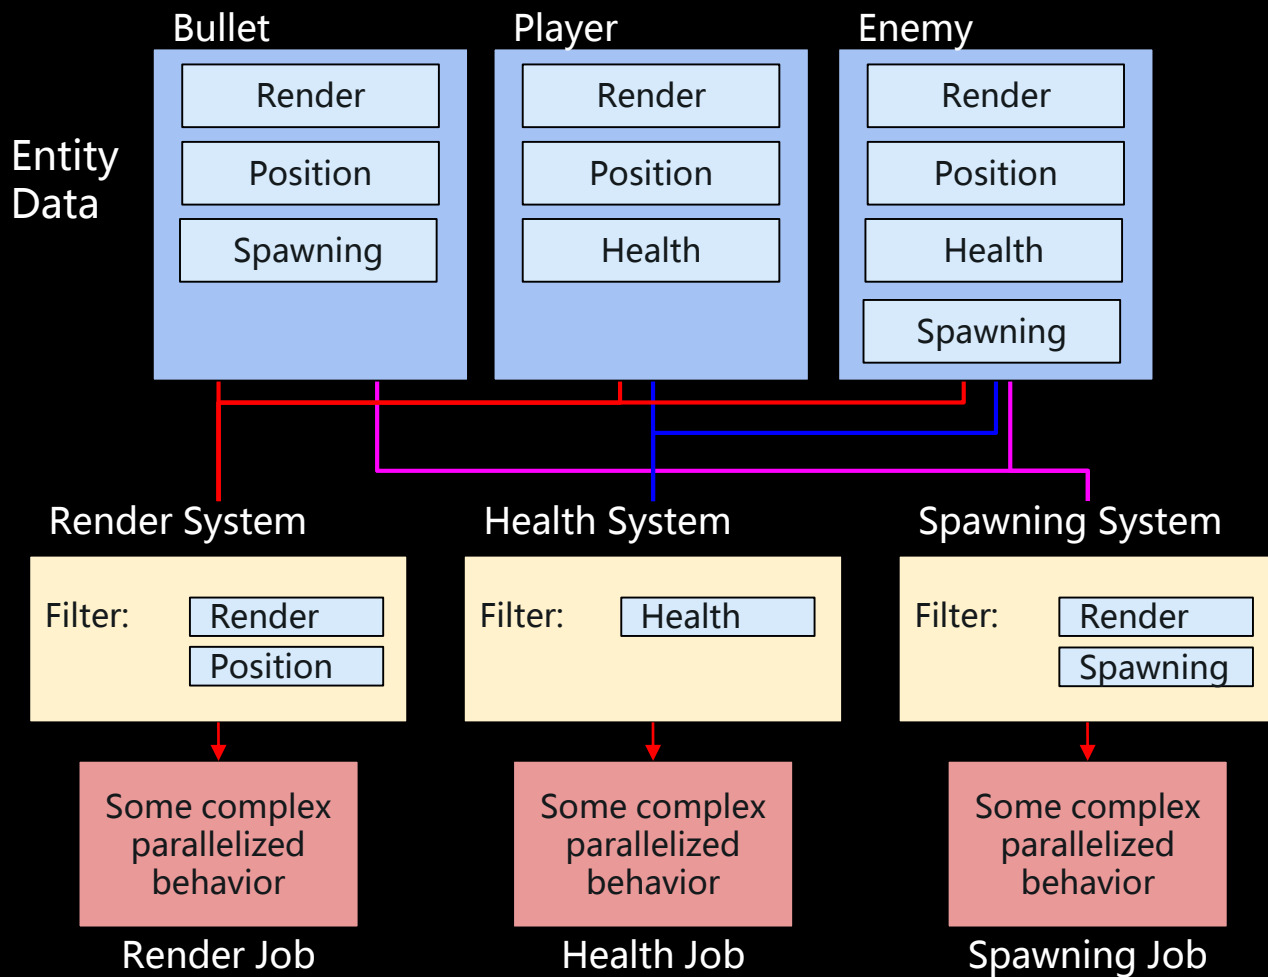 Bullet
Player
Enemy
Entity
Data
Render
Position
Spawning
Render
Position
Health
Render
Position
Health
Spawning
Render System
Health System
Spawning System
Filter:
Render
Position
Filter:
Health
Filter:
Render
Spawning
Some complex
parallelized
behavior
Some complex
parallelized
behavior
Some complex
parallelized
behavior
Render Job
Health Job
Spawning Job